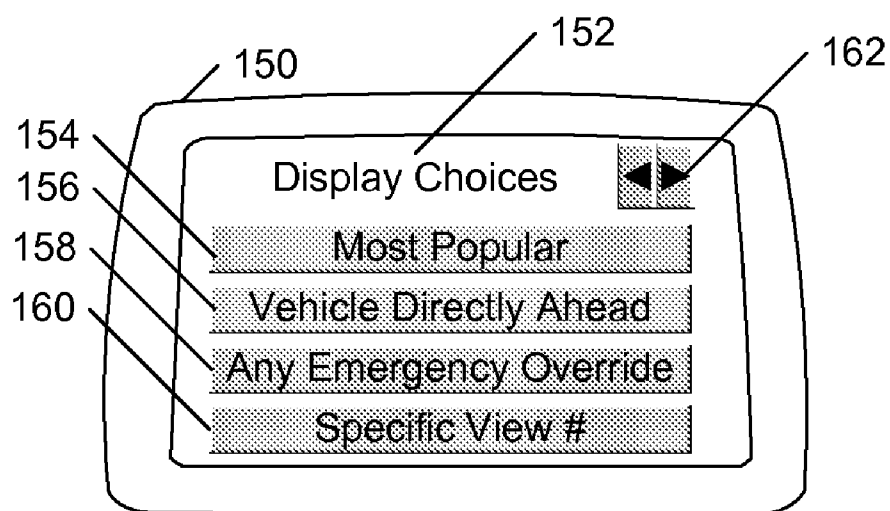 152
150
162
154
Display Choices
156
Most Popular
158
Vehicle Directly Ahead
160
Any Emergency Override
Specific View #